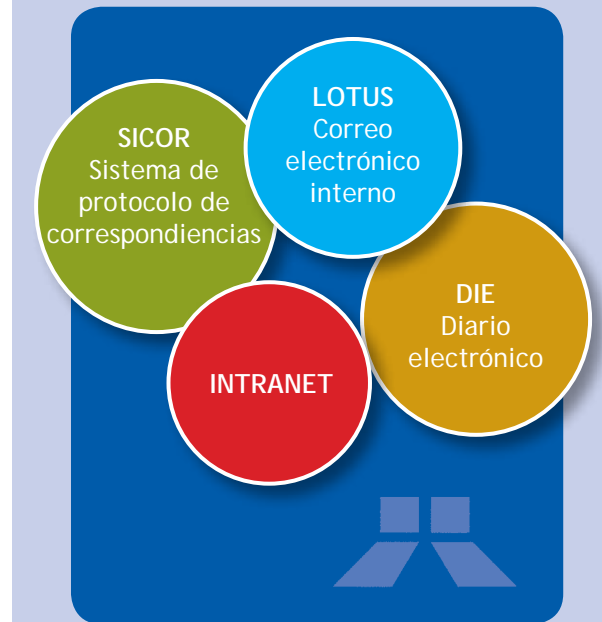 SICOR
Sistema de
protocolo de
correspondiencias
LOTUS
Correo
electrónico
interno
DIE
Diario
electrónico
INTRANET